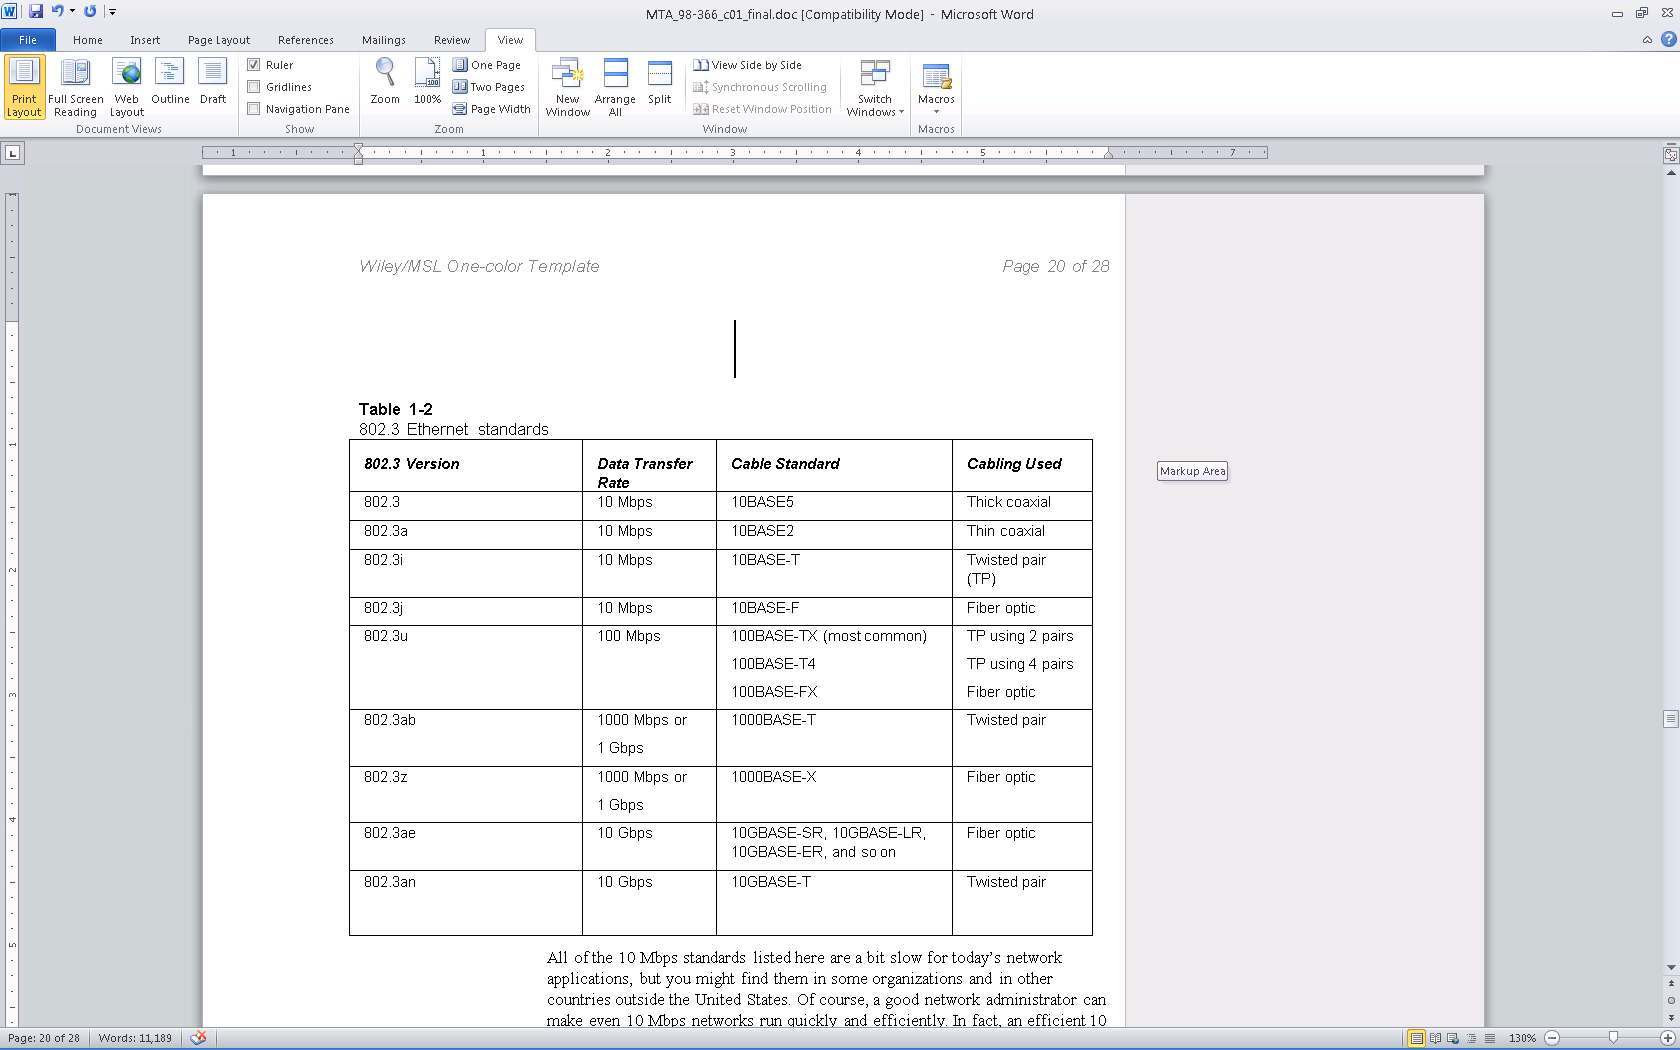 MTA_98-366_c01_final.doc [Compatibility Mode] - Microsoft Word
File Home Insert Page Layout References Mailings Review View
Print Layout
Full Screen Reading
Web Layout
Outline
Draft
Document Views
Ruler
Gridlines
Navigation Pane
Show
Zoom
100%
One Page
Two Pages
Page Width
Zoom
New Window
Arrange All
Split
View Side by Side
Synchronous Scrolling
Reset Window Position
Window
Switch Windows
Macros
Macros
1 1 2 3 4 5 7
Wiley/MSL One-color Template Page 20 of 28
Table 1-2
802.3 Ethernet standards
802.3 Version Data Transfer Rate Cable Standard Cabling Used
802.3 10 Mbps 10BASE5 Thick coaxial
802.3a 10 Mbps 10BASE2 Thin coaxial
802.3i 10 Mbps 10BASE-T Twisted pair (TP)
802.3j 10 Mbps 10BASE-F Fiber optic
802.3u 100 Mbps 100BASE-TX (most common) TP using 2 pairs
100BASE-T4 TP using 4 pairs
100BASE-FX Fiber optic
802.3ab 1000 Mbps or 1000BASE-T Twisted pair
1 Gbps
802.3z 1000 Mbps or 1000BASE-X Fiber optic
1 Gbps
802.3ae 10 Gbps 10GBASE-SR, 10GBASE-LR, Fiber optic
10GBASE-ER, and so on
802.3an 10 Gbps 10GBASE-T Twisted pair
Markup Area
All of the 10 Mbps standards listed here are a bit slow for today's network
applications, but you might find them in some organizations and in other
countries outside the United States. Of course, a good network administrator can
make even 10 Mbps networks run quickly and efficiently. In fact, an efficient 10
Page: 20 of 28 Words: 11,189 130%